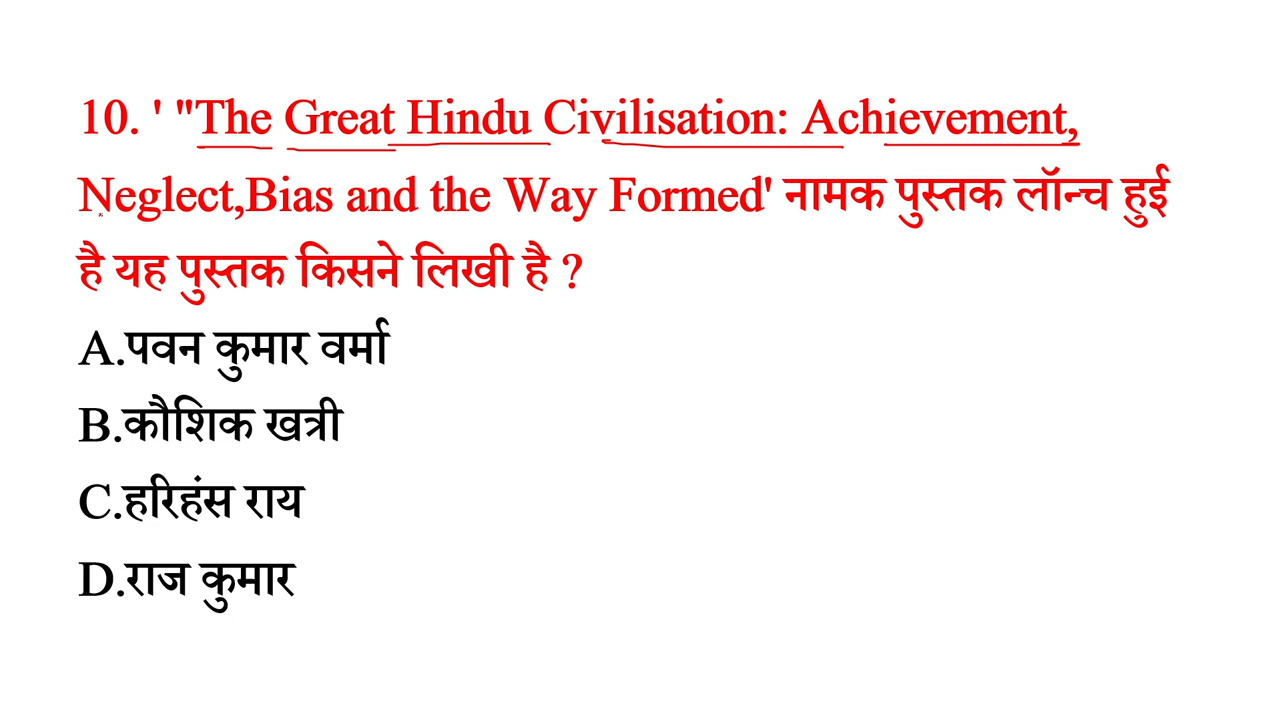 10. ' "The Great Hindu Civilisation: Achievement,
Neglect,Bias and the Way Formed' नामक पुस्तक लॉन्च हुई
है यह पुस्तक किसने लिखी है ?
A.पवन कुमार वर्मा
B.कौशिक खत्री
C.हरिहंस राय
D.राज कुमार